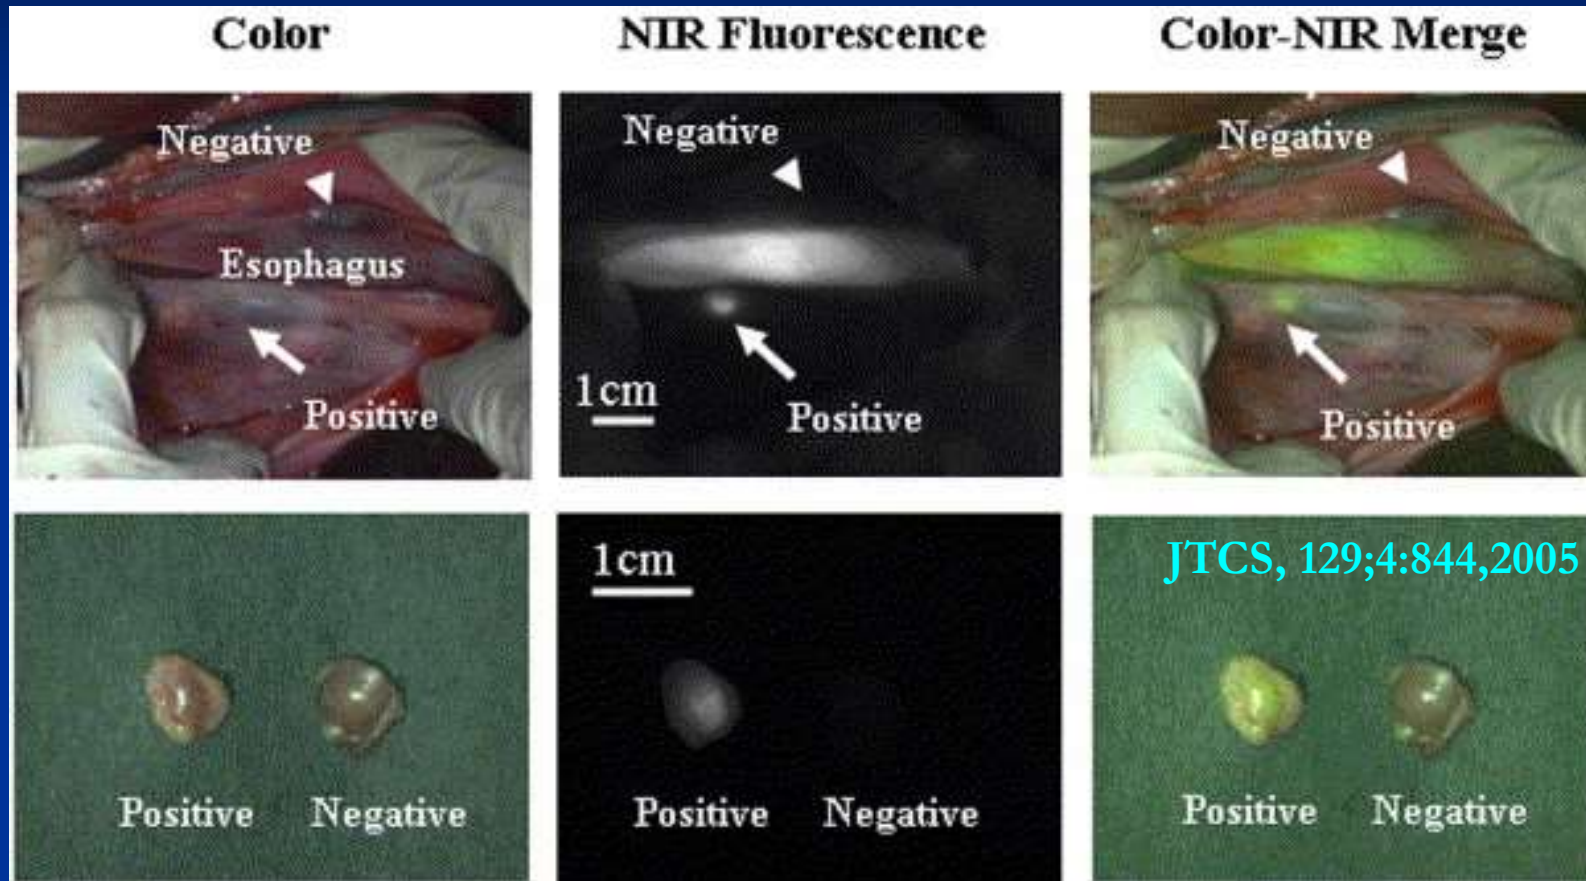 Color
NIR Fluorescence
Color-NIR Merge
Negative
Esophagus
Positive
Negative
1cm
Positive
Negative
Positive
Positive
Negative
1cm
Positive
Negative
JTCS, 129;4:844,2005
Positive
Negative